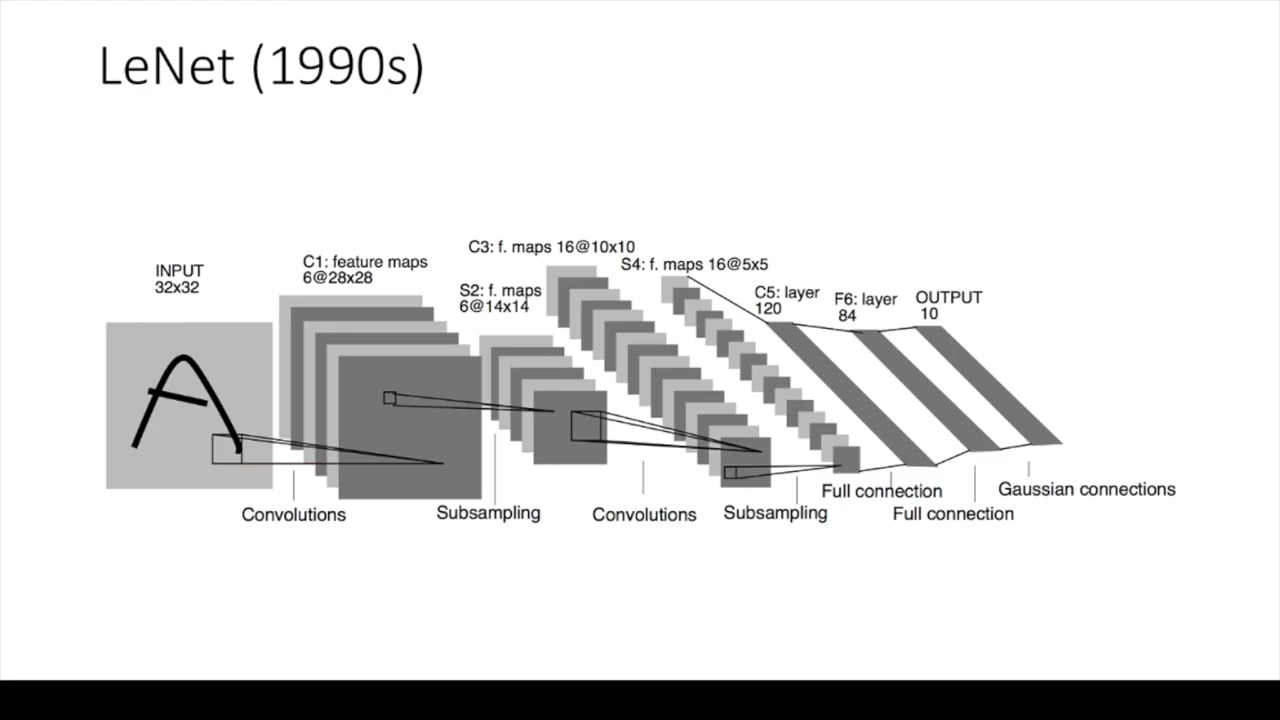 LeNet (1990s)
INPUT
32x32
C1: feature maps
6@28x28
S2: f. maps
6@14x14
C3: f. maps 16@10x10
S4: f. maps 16@5x5
C5: layer
120
F6: layer
84
OUTPUT
10
Convolutions
Subsampling
Convolutions
Subsampling
Full connection
Full connection
Gaussian connections
A